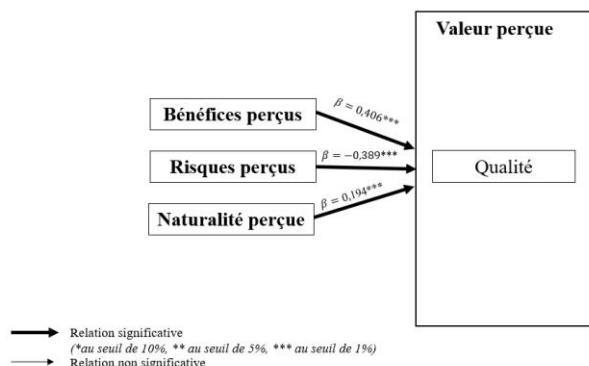 Valeur perçue
Bénéfices perçus
β = 0,406***
Risques perçus
β = −0,389***
Qualité
Naturalité perçue
β = 0,194***
Relation significative
(*au seuil de 10%, ** au seuil de 5%, *** au seuil de 1%)
Relation non significative